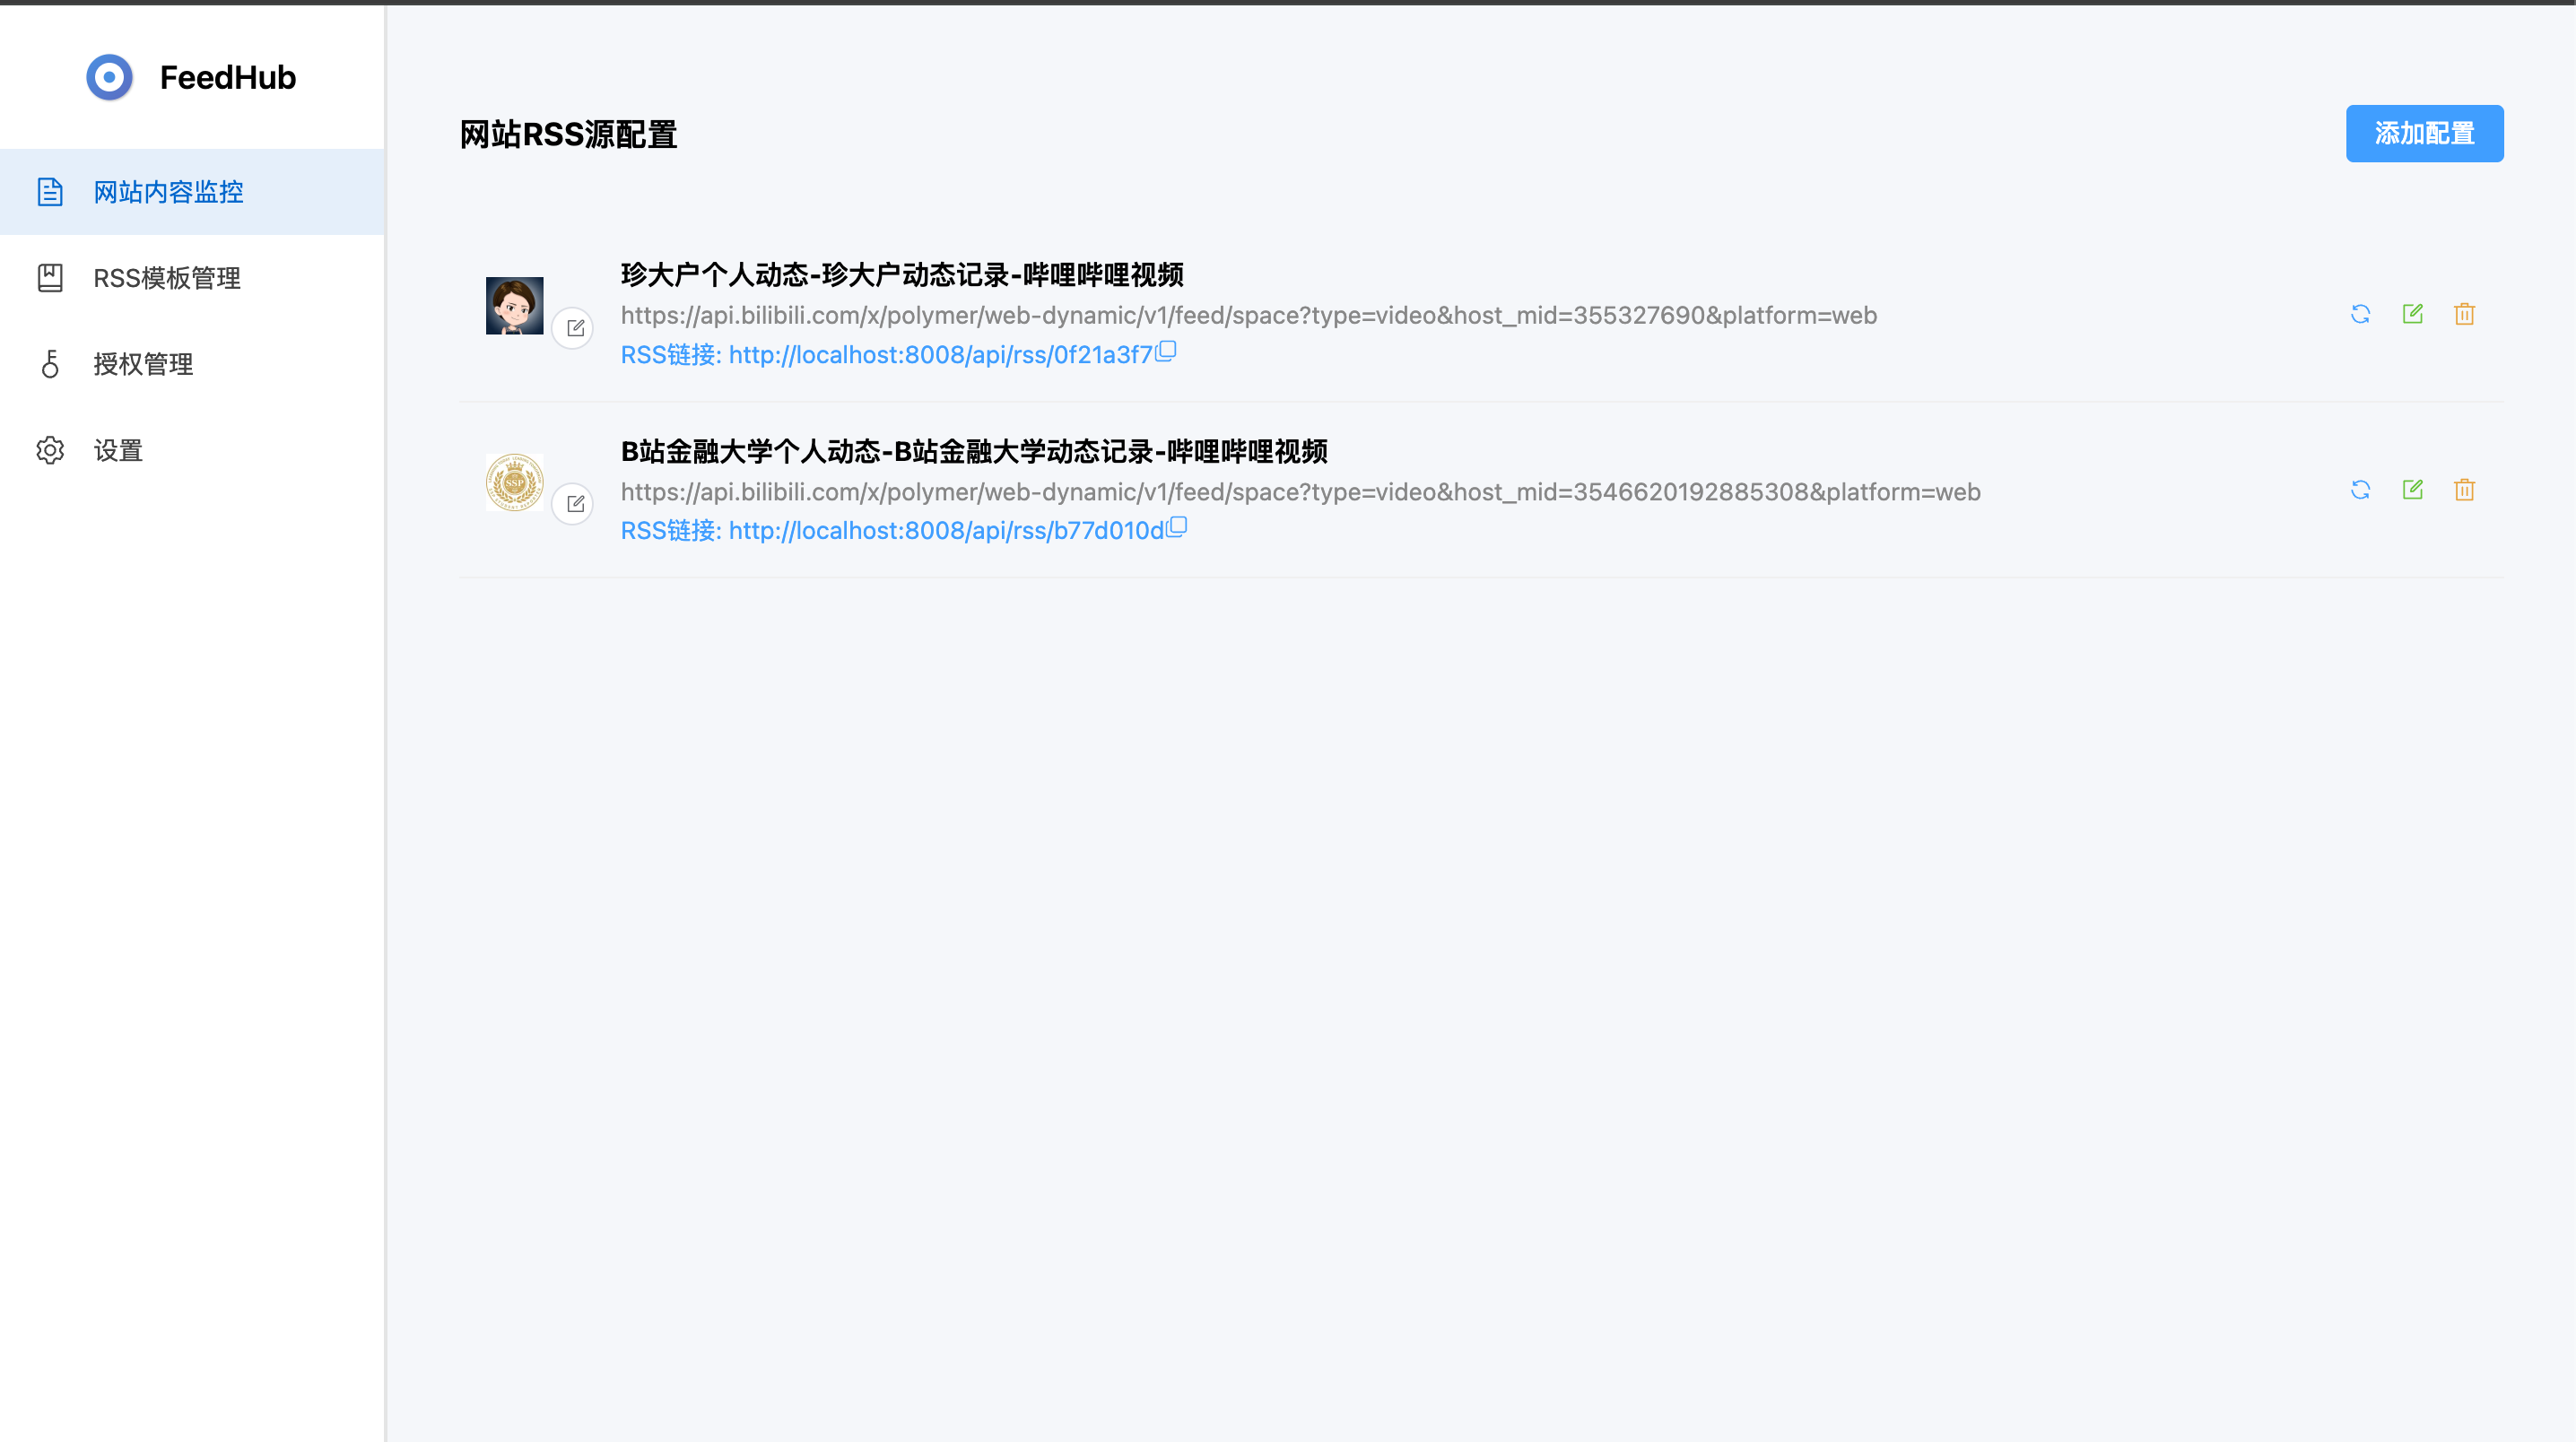 FeedHub
网站内容监控
RSS模板管理
授权管理
设置
网站RSS源配置
添加配置
珍大户个人动态-珍大户动态记录-哔哩哔哩视频
https://api.bilibili.com/x/polymer/web-dynamic/v1/feed/space?type=video&host_mid=355327690&platform=web
RSS链接: http://localhost:8008/api/rss/0f21a3f7
SSP
B站金融大学个人动态-B站金融大学动态记录-哔哩哔哩视频
https://api.bilibili.com/x/polymer/web-dynamic/v1/feed/space?type=video&host_mid=3546620192885308&platform=web
RSS链接: http://localhost:8008/api/rss/b77d010d